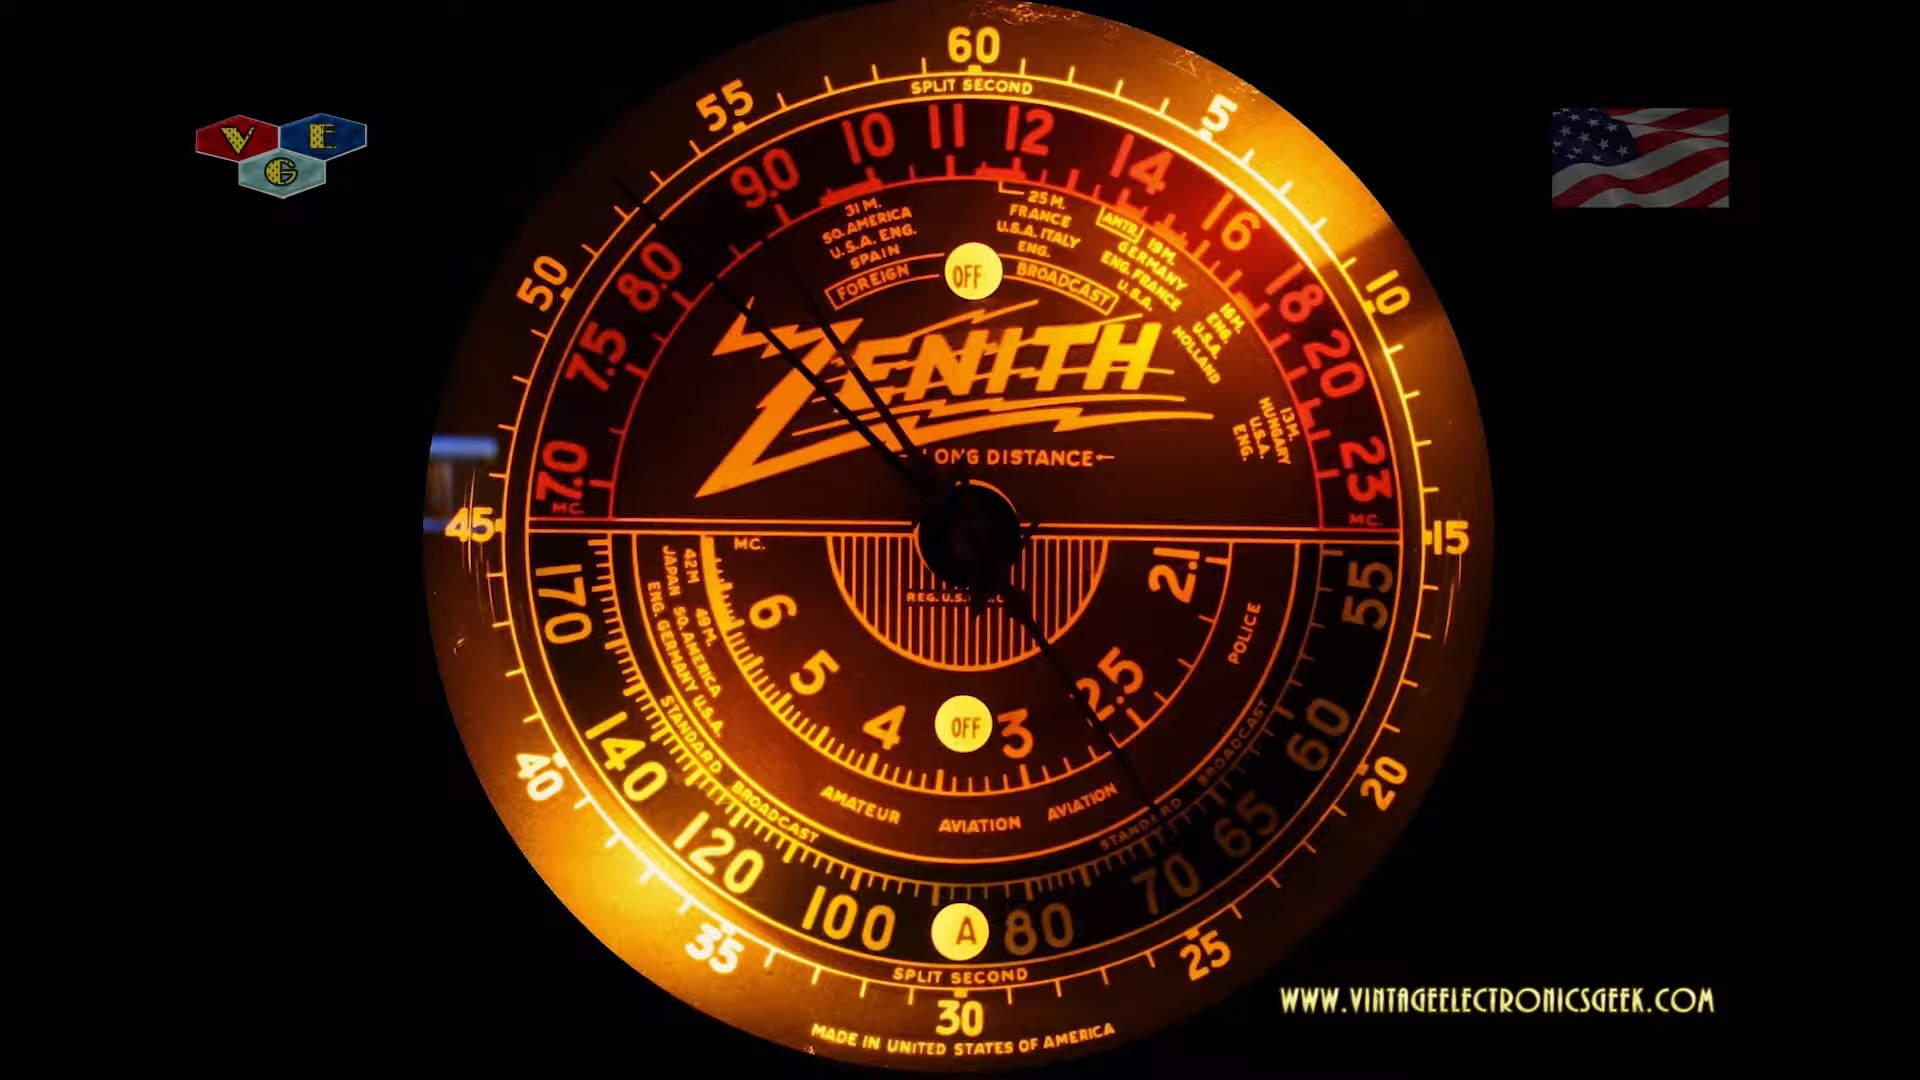 60
SPLIT SECOND
55
5
50
10
45
15
40
20
35
25
30
9.0
10
11
12
14
16
18
20
23
MC.
8.0
7.5
7.0
MC.
31 M.
SO. AMERICA
U.S.A. ENG.
SPAIN
25 M.
FRANCE
U.S.A. ITALY
ENG.
AMTR.
19 M.
GERMANY
ENG. FRANCE
U.S.A.
16 M.
ENG.
U.S.A.
HOLLAND
13 M.
HUNGARY
U.S.A.
ENG.
FOREIGN
OFF
BROADCAST
ZENITH
LONG DISTANCE
MC.
REG. U.S.
6
5
4
3
2.5
2.1
OFF
42 M
49 M.
JAPAN SO. AMERICA
ENG. GERMANY U.S.A.
AMATEUR
AVIATION
AVIATION
POLICE
STANDARD BROADCAST
STANDARD BROADCAST
170
140
120
100
A
80
70
65
60
55
SPLIT SECOND
MADE IN UNITED STATES OF AMERICA
V
E
G
WWW.VINTAGEELECTRONICSGEEK.COM